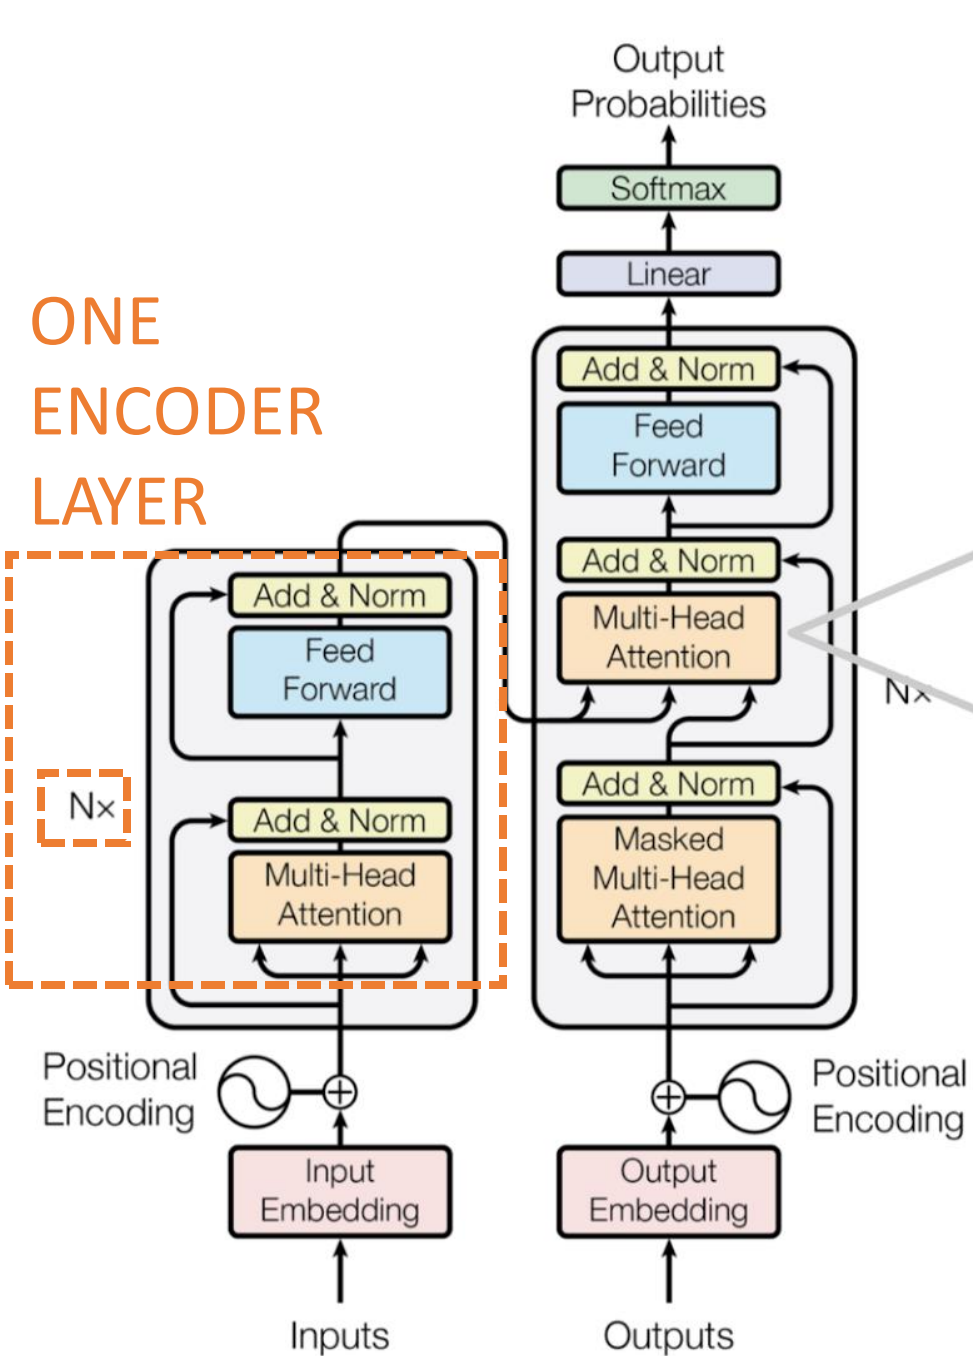 Output
Probabilities
Softmax
Linear
Add & Norm
Feed
Forward
Add & Norm
Multi-Head
Attention
Nx
Add & Norm
Masked
Multi-Head
Attention
ONE
ENCODER
LAYER
Add & Norm
Feed
Forward
Nx
Add & Norm
Multi-Head
Attention
Positional
Encoding
Positional
Encoding
Input
Embedding
Output
Embedding
Inputs
Outputs